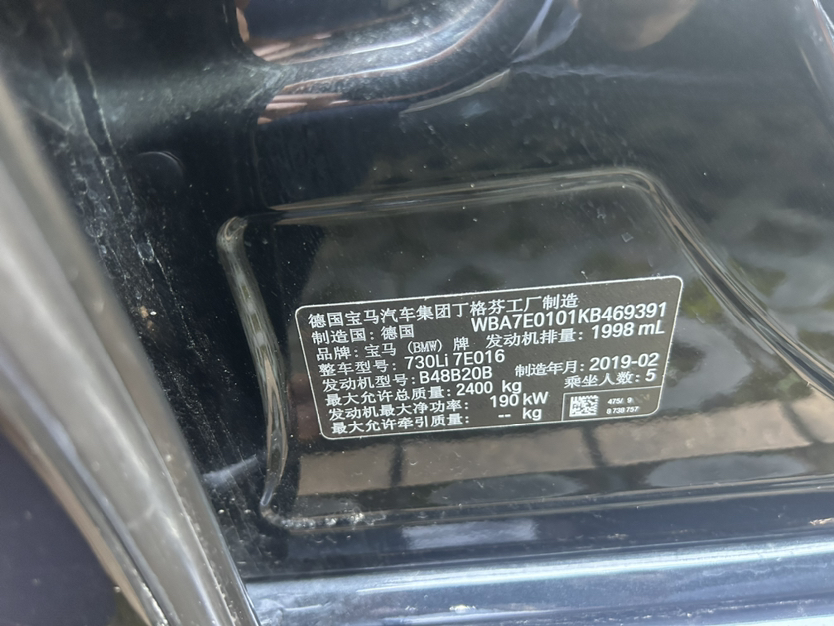 德国宝马汽车集团丁格芬工厂制造
制造国: 德国 WBA7E0101KB469391
品牌: 宝马 (BMW) 牌 发动机排量: 1998 mL
整车型号: 730Li 7E016
发动机型号: B48B20B 制造年月: 2019-02
最大允许总质量: 2400 kg 乘坐人数: 5
发动机最大净功率: 190 kW
最大允许牵引质量: -- kg
8 738 757